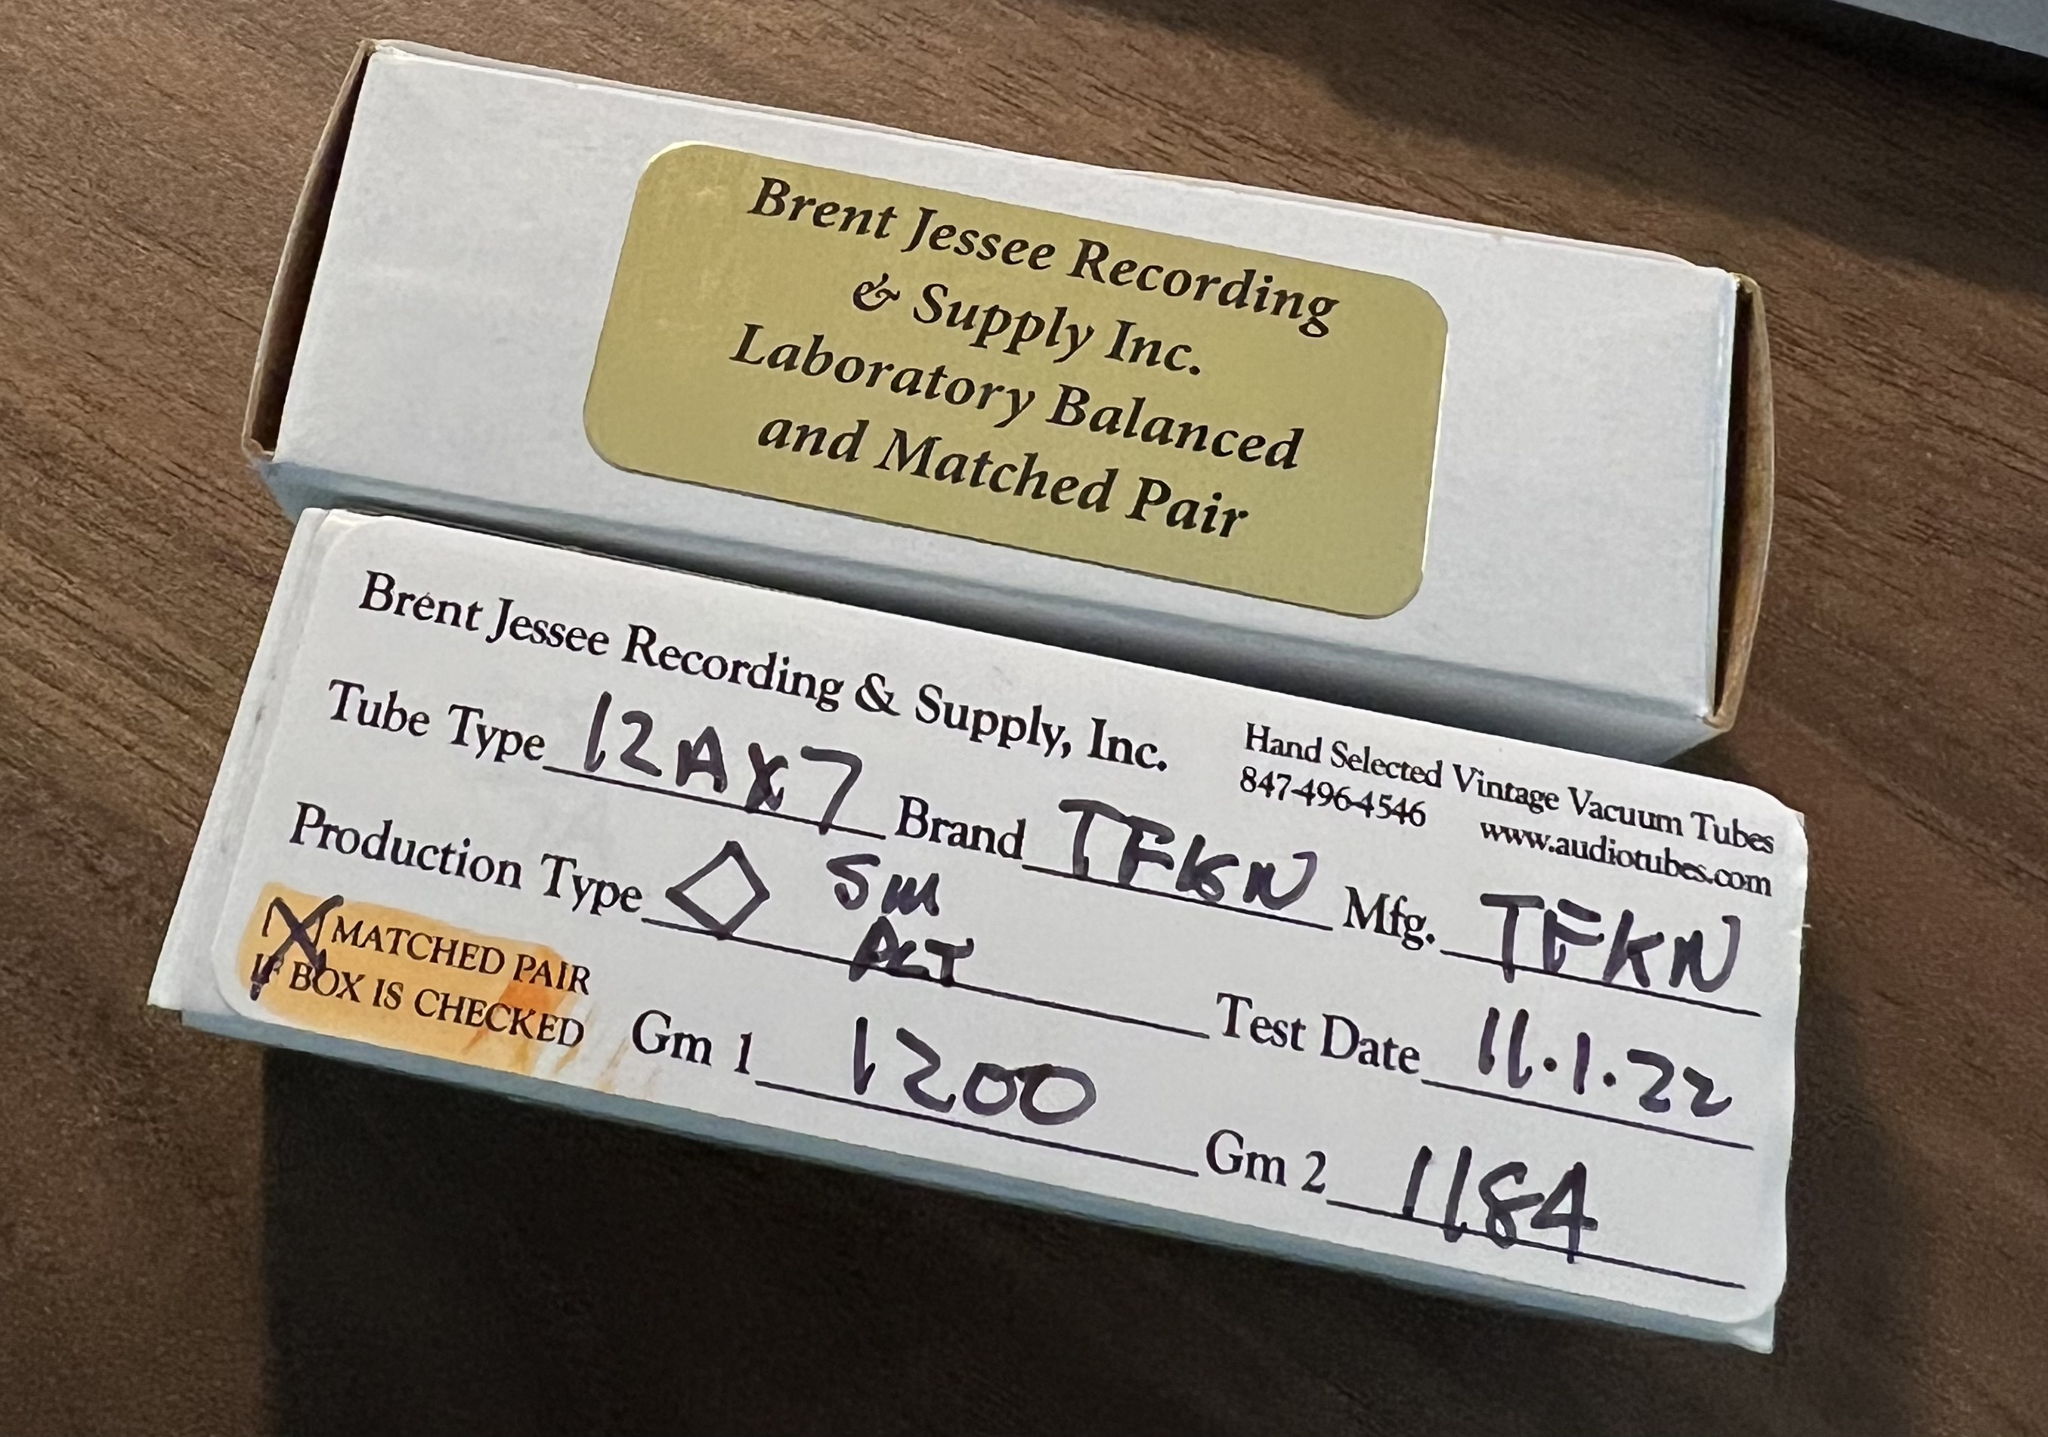 Brent Jessee Recording
& Supply Inc.
Laboratory Balanced
and Matched Pair
Brent Jessee Recording & Supply, Inc.
Hand Selected Vintage Vacuum Tubes
847-496-4546 www.audiotubes.com
Tube Type 12AX7 Brand TFKN Mfg. TFKN
Production Type ◇ SM
PLT
Test Date 11.1.22
X MATCHED PAIR
IF BOX IS CHECKED
Gm 1 1200 Gm 2 1184